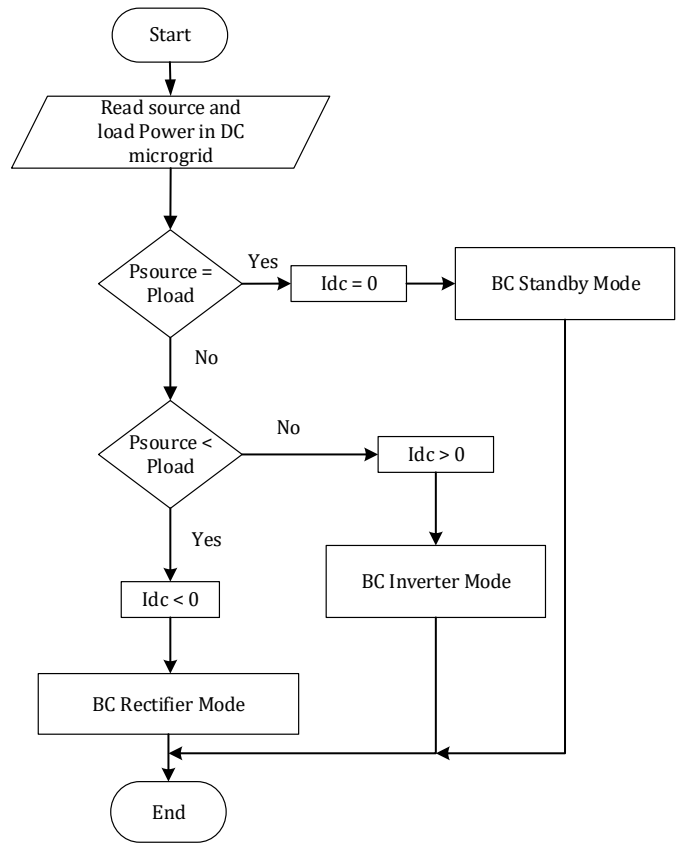 Start
Read source and
load Power in DC
microgrid
Psource =
Pload
Yes
Idc = 0
BC Standby Mode
No
Psource <
Pload
No
Idc > 0
Yes
BC Inverter Mode
Idc < 0
BC Rectifier Mode
End